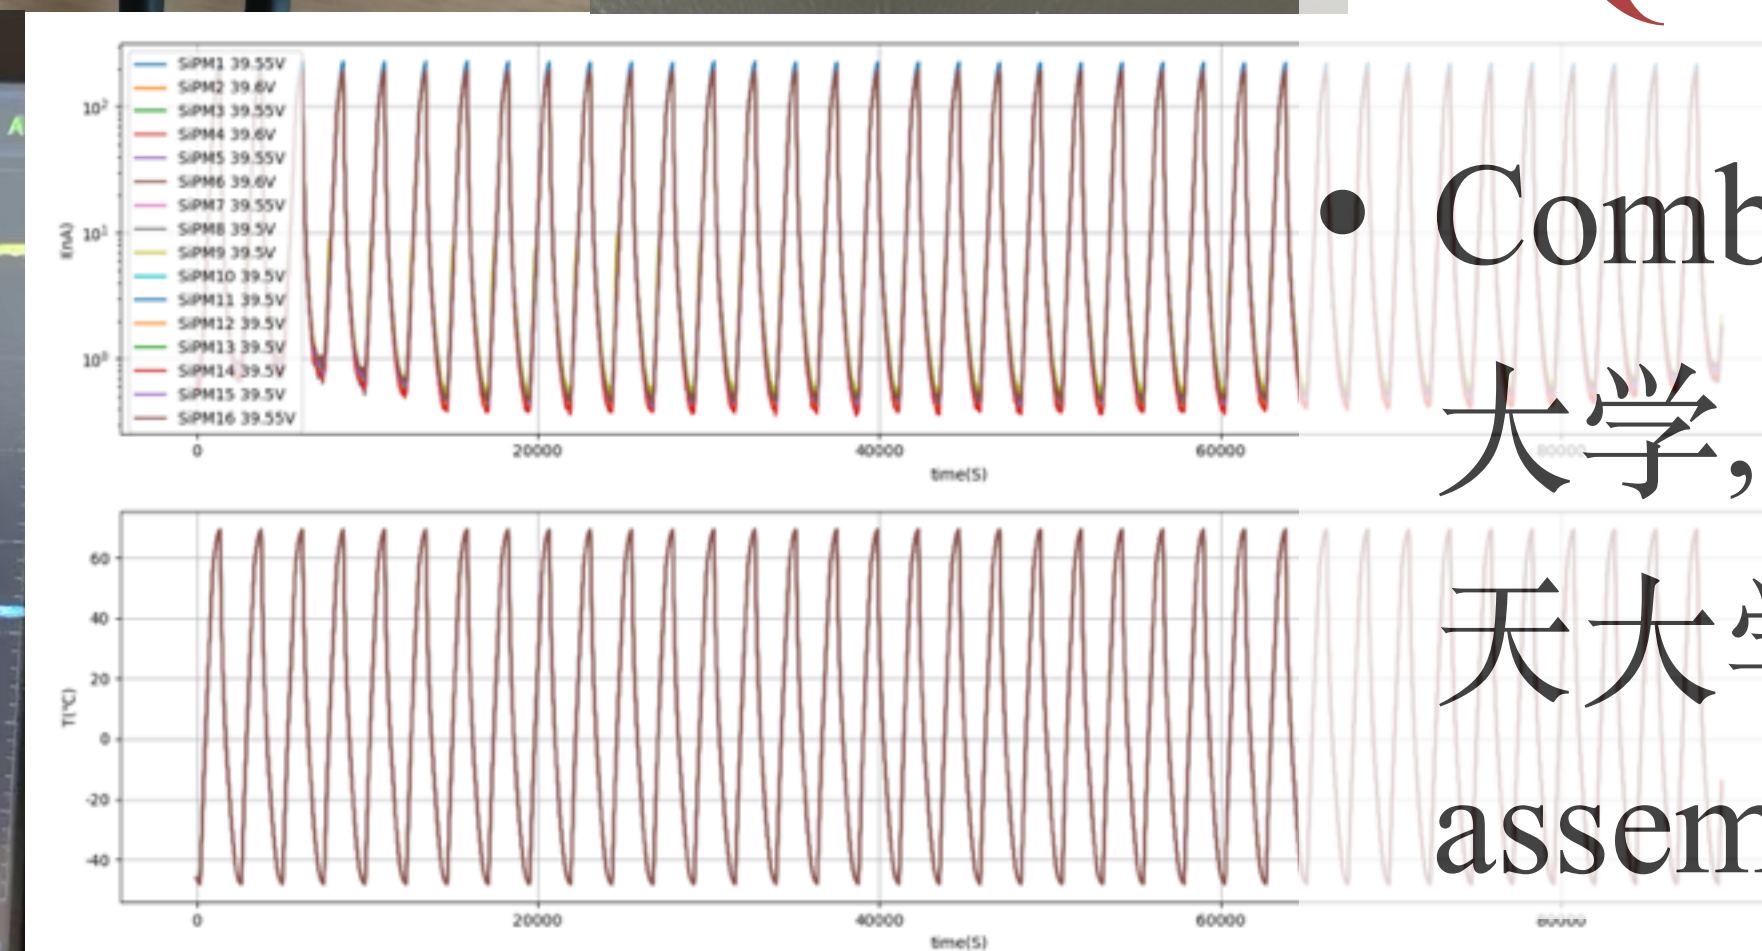 A
SiPM1 39.55V
SiPM2 39.6V
SiPM3 39.55V
SiPM4 39.6V
SiPM5 39.55V
SiPM6 39.6V
SiPM7 39.55V
SiPM8 39.5V
SiPM9 39.5V
SiPM10 39.5V
SiPM11 39.5V
SiPM12 39.5V
SiPM13 39.5V
SiPM14 39.5V
SiPM15 39.5V
SiPM16 39.55V
10²
10¹
10⁰
I(nA)
0 20000 40000 60000 80000
time(S)
60
40
20
0
-20
-40
T(℃)
0 20000 40000 60000 80000
time(S)
• Comb
大学,
天大学
assem